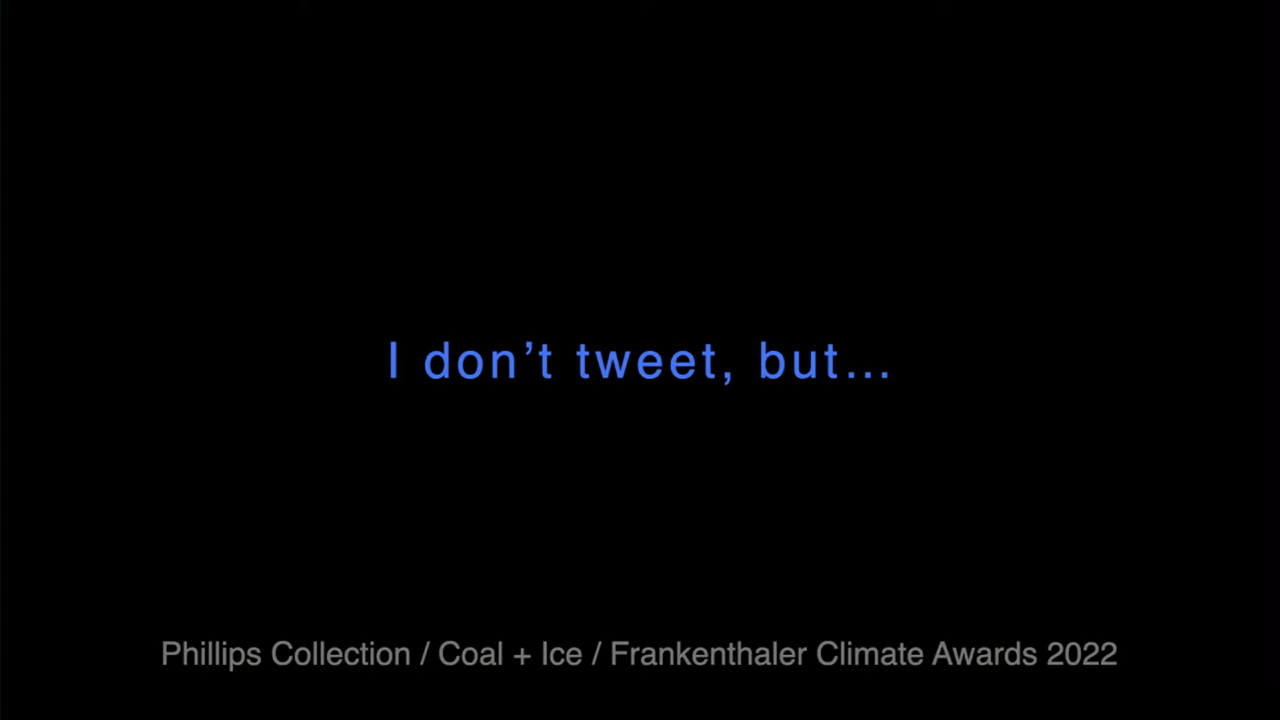 I don’t tweet, but...
Phillips Collection / Coal + Ice / Frankenthaler Climate Awards 2022